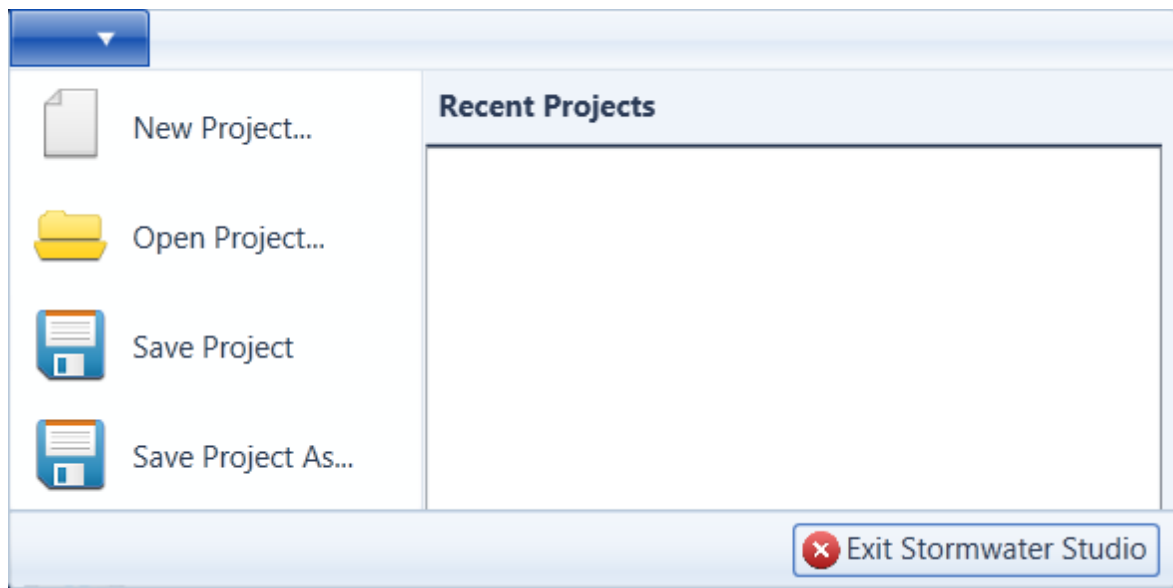 New Project...
Open Project...
Save Project
Save Project As...
Recent Projects
Exit Stormwater Studio